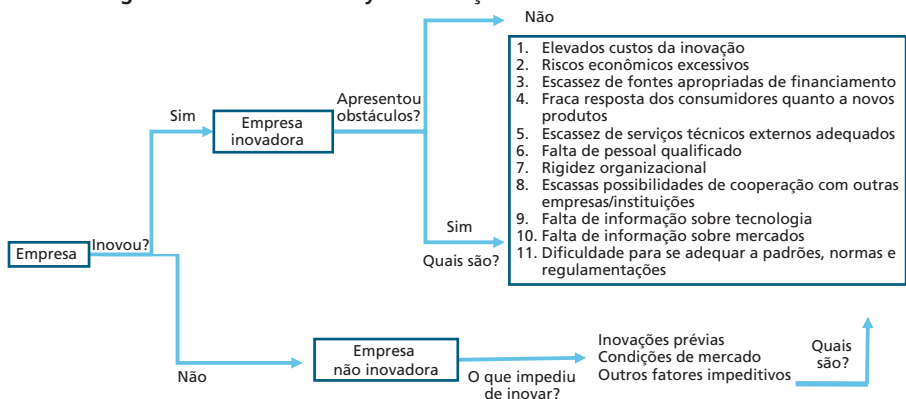 Não
1. Elevados custos da inovação
2. Riscos econômicos excessivos
3. Escassez de fontes apropriadas de financiamento
4. Fraca resposta dos consumidores quanto a novos
produtos
5. Escassez de serviços técnicos externos adequados
6. Falta de pessoal qualificado
7. Rigidez organizacional
8. Escassas possibilidades de cooperação com outras
empresas/instituições
9. Falta de informação sobre tecnologia
10. Falta de informação sobre mercados
11. Dificuldade para se adequar a padrões, normas e
regulamentações
Apresentou
obstáculos?
Sim
Empresa
inovadora
Sim
Quais são?
Inovou?
Empresa
Não
Empresa
não inovadora
O que impediu
de inovar?
Inovações prévias
Condições de mercado
Outros fatores impeditivos
Quais
são?